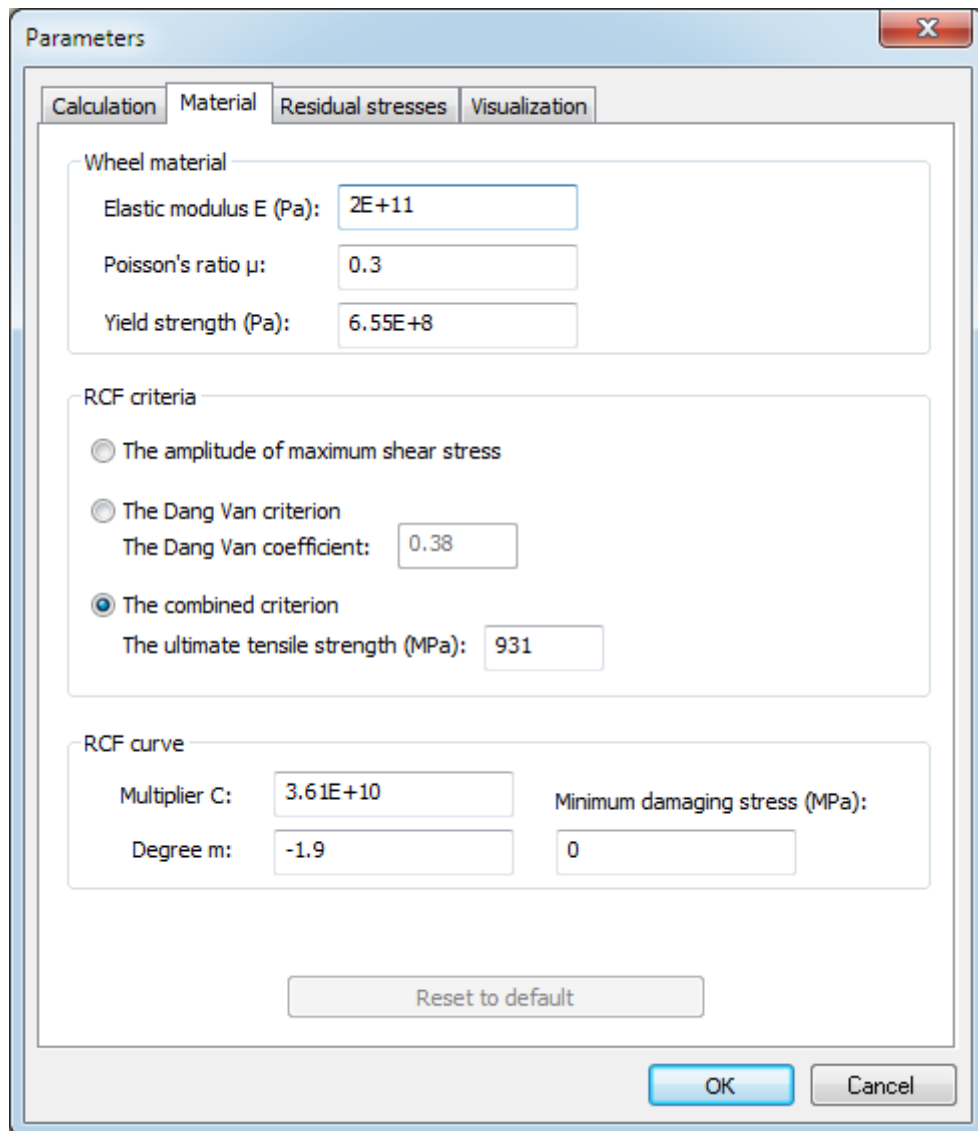 Parameters
Calculation Material Residual stresses Visualization
Wheel material
Elastic modulus E (Pa): 2E+11
Poisson's ratio μ: 0.3
Yield strength (Pa): 6.55E+8
RCF criteria
The amplitude of maximum shear stress
The Dang Van criterion
The Dang Van coefficient: 0.38
The combined criterion
The ultimate tensile strength (MPa): 931
RCF curve
Multiplier C: 3.61E+10
Minimum damaging stress (MPa):
Degree m: -1.9
0
Reset to default
OK Cancel